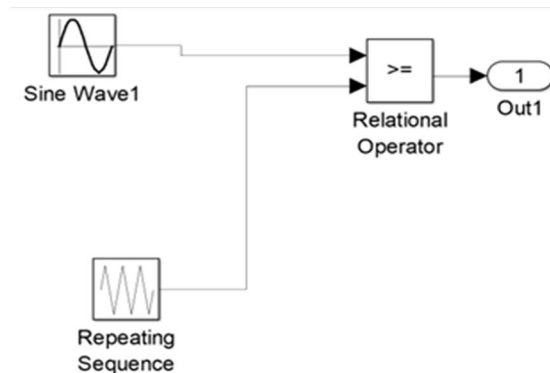 Sine Wave1
>=
Relational
Operator
1
Out1
Repeating
Sequence